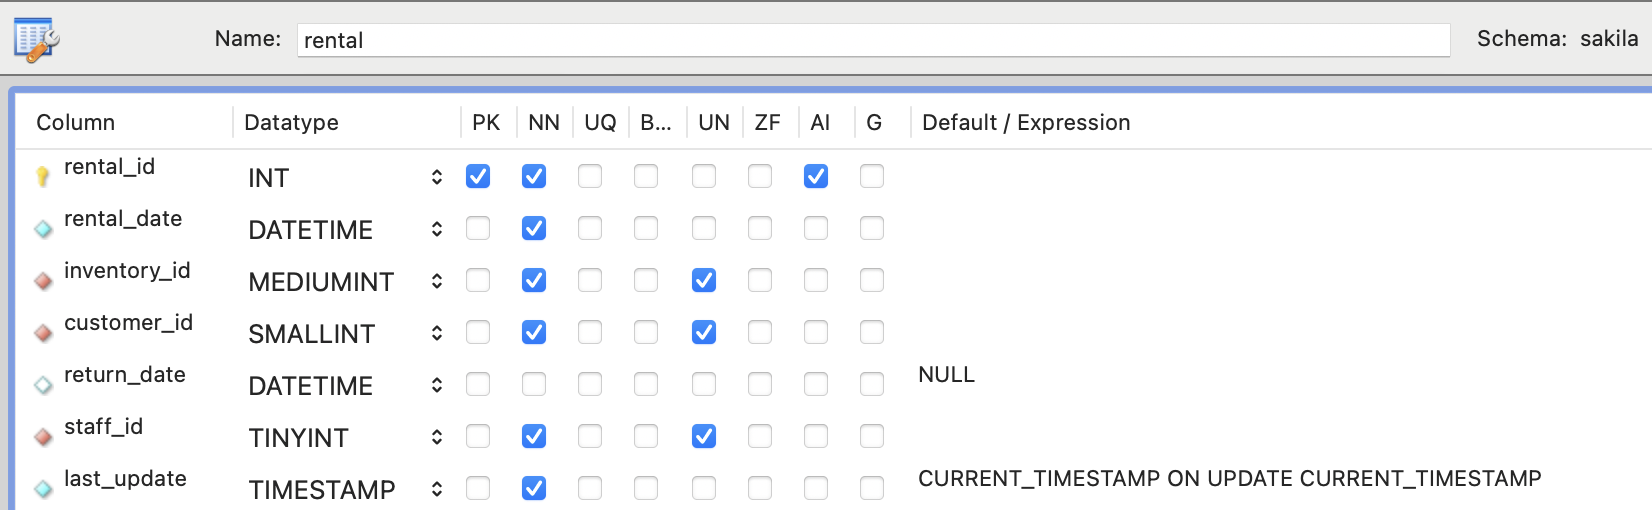 Name: rental Schema: sakila
Column Datatype PK NN UQ B... UN ZF AI G Default / Expression
rental_id INT
rental_date DATETIME
inventory_id MEDIUMINT
customer_id SMALLINT
return_date DATETIME NULL
staff_id TINYINT
last_update TIMESTAMP CURRENT_TIMESTAMP ON UPDATE CURRENT_TIMESTAMP